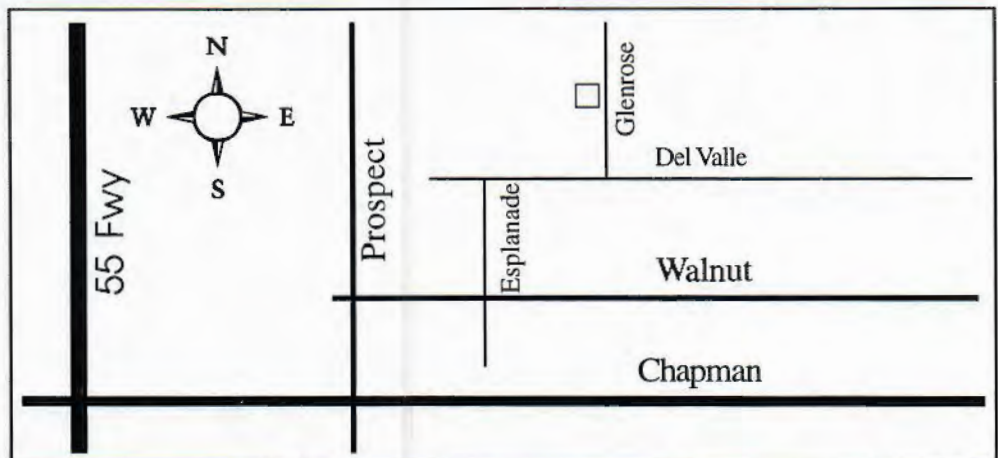 N
W
E
S
55 Fwy
Prospect
Glenrose
Del Valle
Esplanade
Walnut
Chapman